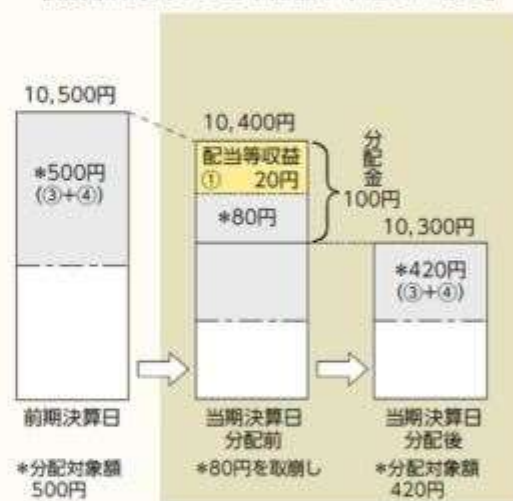 10,500円
*500円
(③+④)
前期決算日
*分配対象額
500円
10,400円
配当等収益
① 20円
*80円
分配金
100円
当期決算日
分配前
*80円を取崩し
10,300円
*420円
(③+④)
当期決算日
分配後
*分配対象額
420円